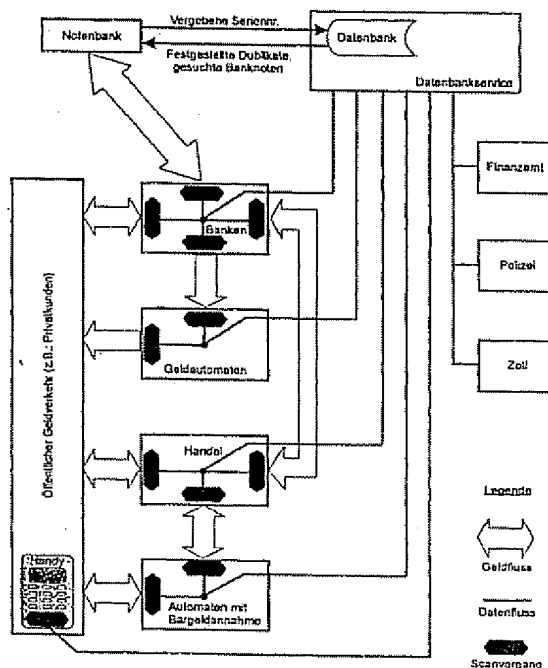 Vergebene Seriennr.
Notenbank
Festgestellte Dublikate,
gesuchte Banknoten
Datenbank
Datenbankservice
Finanzamt
Polizei
Zoll
Banken
Geldautomaten
Handel
Automaten mit
Bargeldannahme
Öffentlicher Geldverkehr (z.B.: Privatkunden)
Handy
Legende
Geldfluss
Datenfluss
Scanvorgang